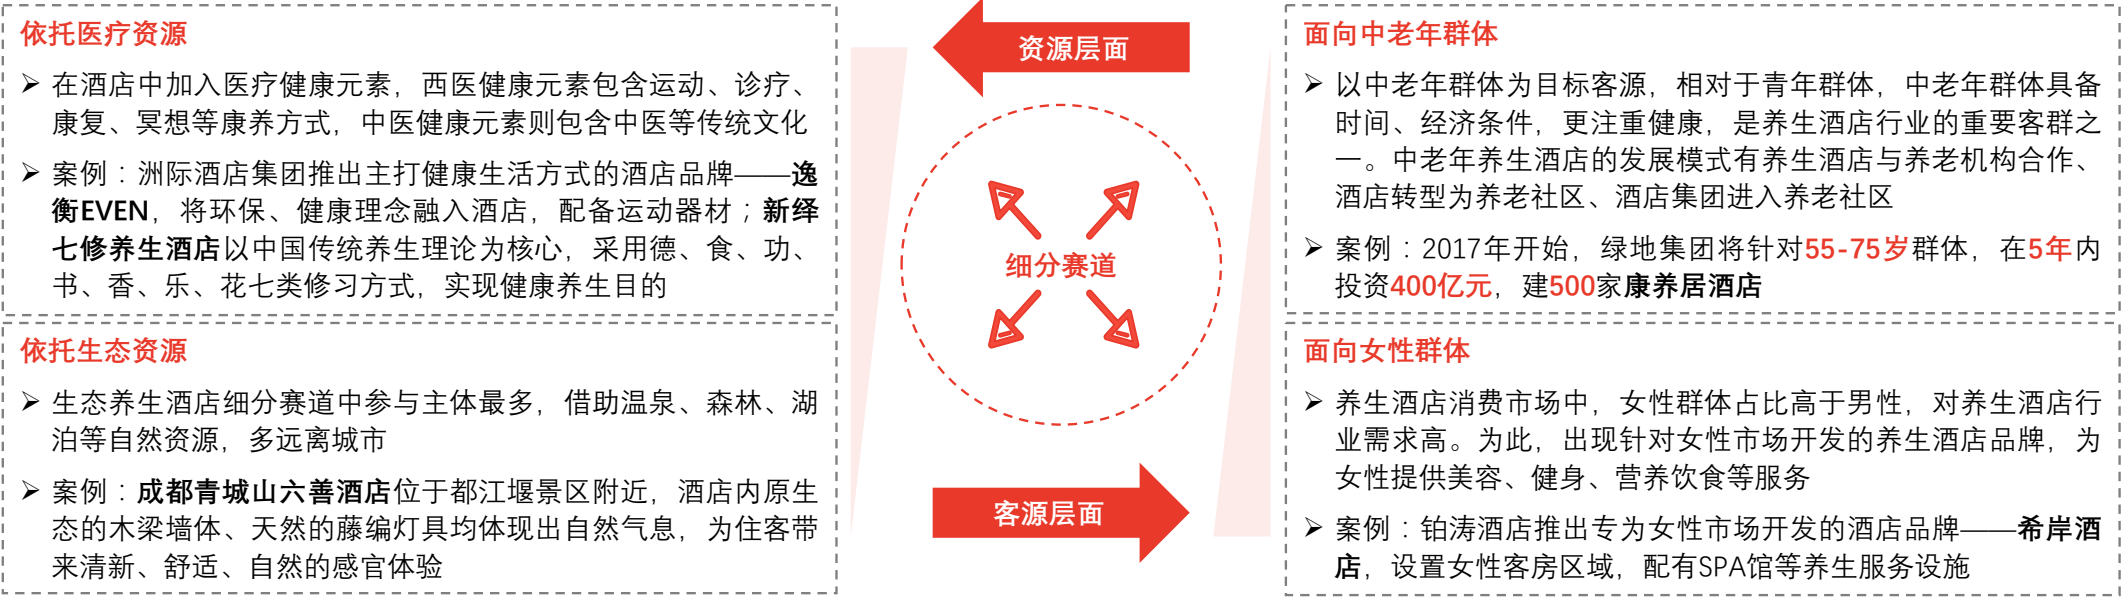 依托医疗资源
➢ 在酒店中加入医疗健康元素，西医健康元素包含运动、诊疗、
康复、冥想等康养方式，中医健康元素则包含中医等传统文化
➢ 案例：洲际酒店集团推出主打健康生活方式的酒店品牌——逸
衡EVEN，将环保、健康理念融入酒店，配备运动器材；新绎
七修养生酒店以中国传统养生理论为核心，采用德、食、功、
书、香、乐、花七类修习方式，实现健康养生目的
依托生态资源
➢ 生态养生酒店细分赛道中参与主体最多，借助温泉、森林、湖
泊等自然资源，多远离城市
➢ 案例：成都青城山六善酒店位于都江堰景区附近，酒店内原生
态的木梁墙体、天然的藤编灯具均体现出自然气息，为住客带
来清新、舒适、自然的感官体验
资源层面
细分赛道
客源层面
面向中老年群体
➢ 以中老年群体为目标客源，相对于青年群体，中老年群体具备
时间、经济条件，更注重健康，是养生酒店行业的重要客群之
一。中老年养生酒店的发展模式有养生酒店与养老机构合作、
酒店转型为养老社区、酒店集团进入养老社区
➢ 案例：2017年开始，绿地集团将针对55-75岁群体，在5年内
投资400亿元，建500家康养居酒店
面向女性群体
➢ 养生酒店消费市场中，女性群体占比高于男性，对养生酒店行
业需求高。为此，出现针对女性市场开发的养生酒店品牌，为
女性提供美容、健身、营养饮食等服务
➢ 案例：铂涛酒店推出专为女性市场开发的酒店品牌——希岸酒
店，设置女性客房区域，配有SPA馆等养生服务设施